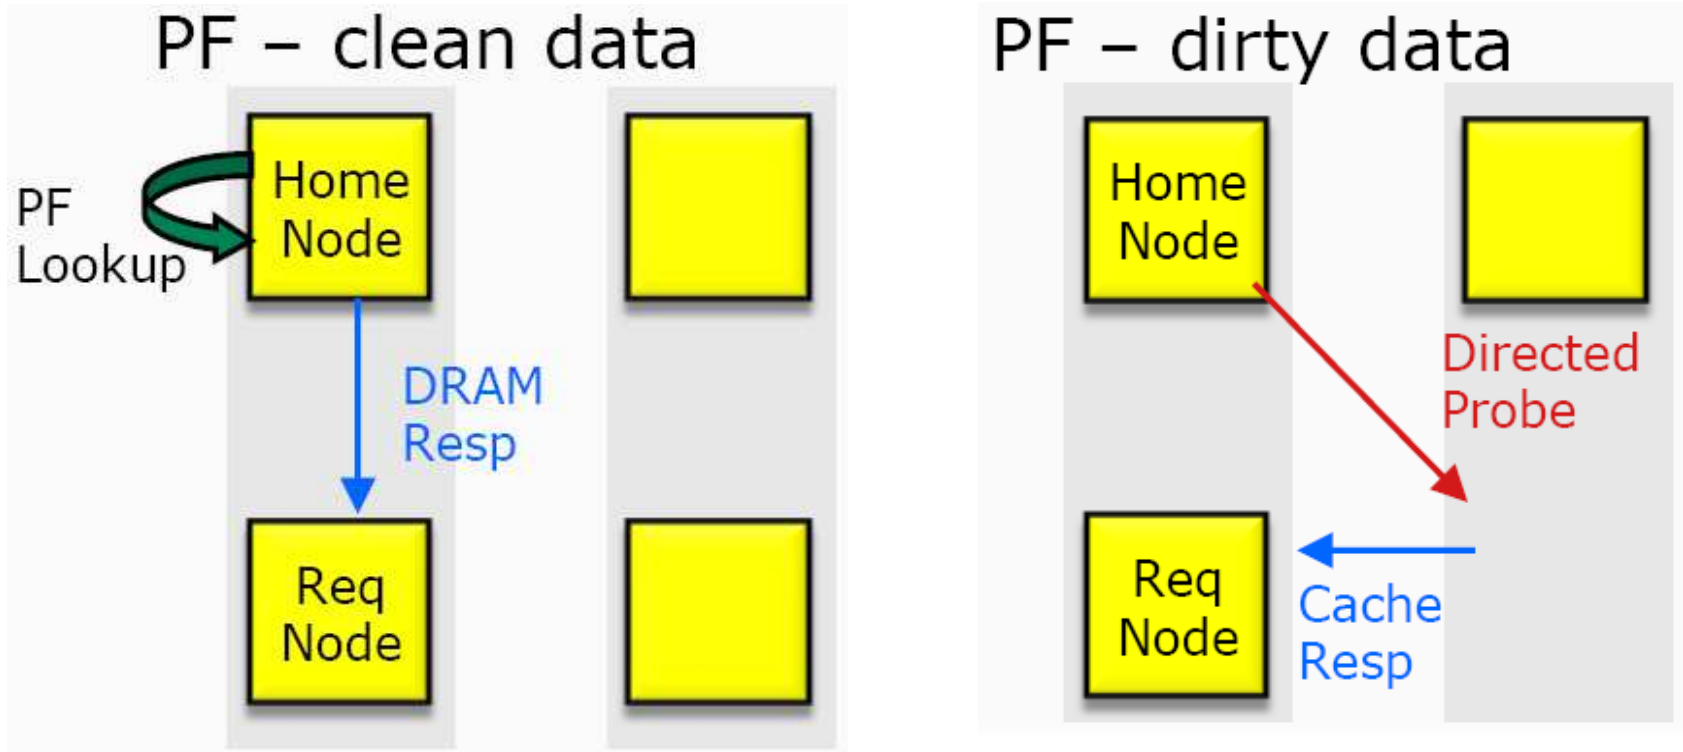 PF – clean data
PF
Lookup
Home
Node
DRAM
Resp
Req
Node
PF – dirty data
Home
Node
Directed
Probe
Req
Node
Cache
Resp